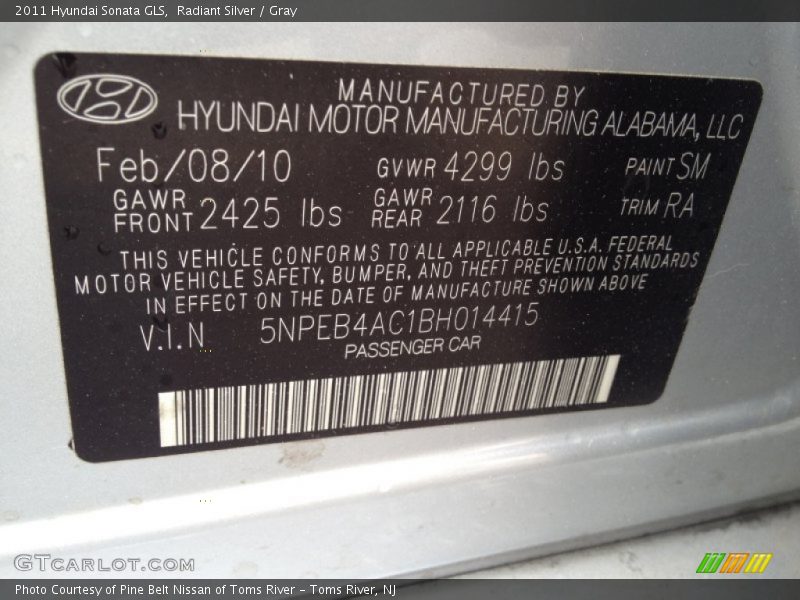 2011 Hyundai Sonata GLS, Radiant Silver / Gray
MANUFACTURED BY
HYUNDAI MOTOR MANUFACTURING ALABAMA, LLC
Feb/08/10 GVWR 4299 lbs PAINT SM
GAWR FRONT 2425 lbs GAWR REAR 2116 lbs TRIM RA
THIS VEHICLE CONFORMS TO ALL APPLICABLE U.S.A. FEDERAL
MOTOR VEHICLE SAFETY, BUMPER, AND THEFT PREVENTION STANDARDS
IN EFFECT ON THE DATE OF MANUFACTURE SHOWN ABOVE
V.I.N 5NPEB4AC1BH014415
PASSENGER CAR
GTCARLOT.COM
Photo Courtesy of Pine Belt Nissan of Toms River – Toms River, NJ